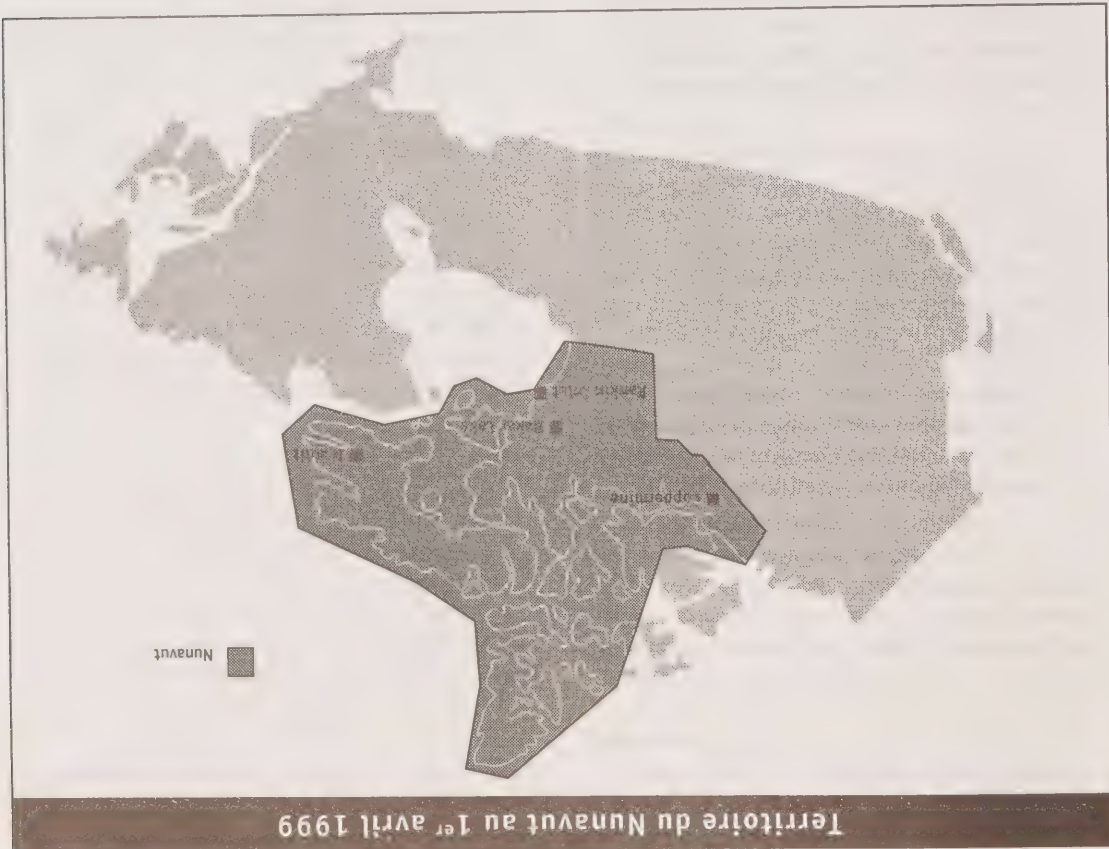 Territoire du Nunavut au 1er avril 1999
Nunavut
Coppermine
Iqaluit
Baker Lake
Rankin Inlet